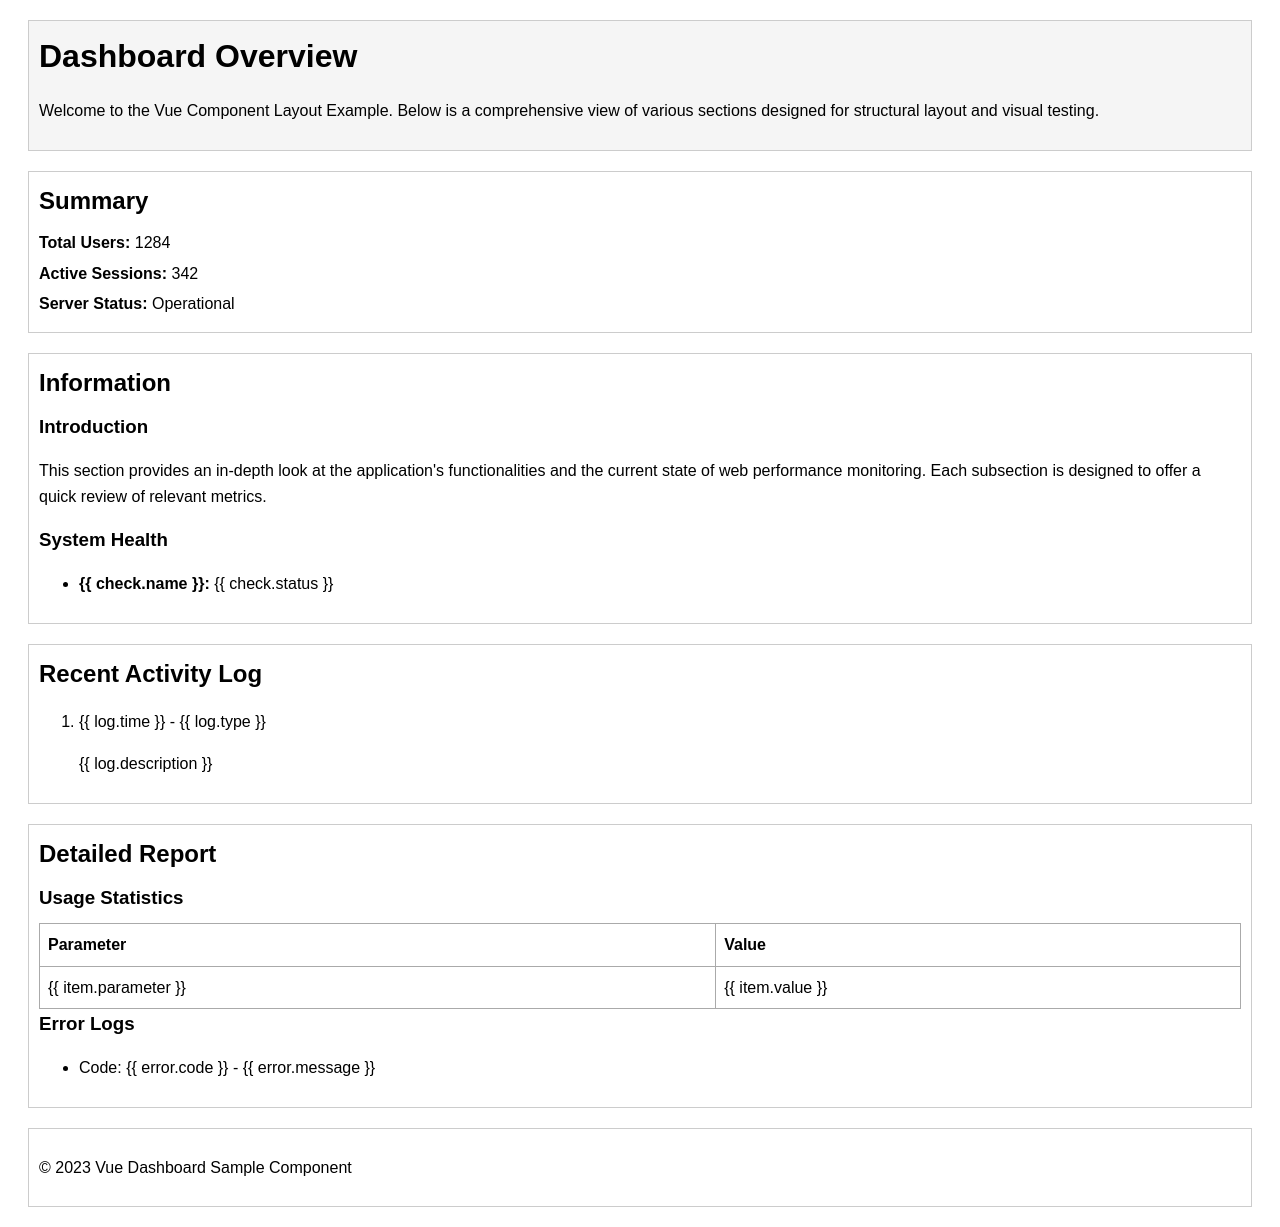 Dashboard Overview
Welcome to the Vue Component Layout Example. Below is a comprehensive view of various sections designed for structural layout and visual testing.
Summary
Total Users: 1284
Active Sessions: 342
Server Status: Operational
Information
Introduction
This section provides an in-depth look at the application's functionalities and the current state of web performance monitoring. Each subsection is designed to offer a
quick review of relevant metrics.
System Health
• {{ check.name }}: {{ check.status }}
Recent Activity Log
1. {{ log.time }} - {{ log.type }}
{{ log.description }}
Detailed Report
Usage Statistics
Parameter Value
{{ item.parameter }} {{ item.value }}
Error Logs
• Code: {{ error.code }} - {{ error.message }}
© 2023 Vue Dashboard Sample Component